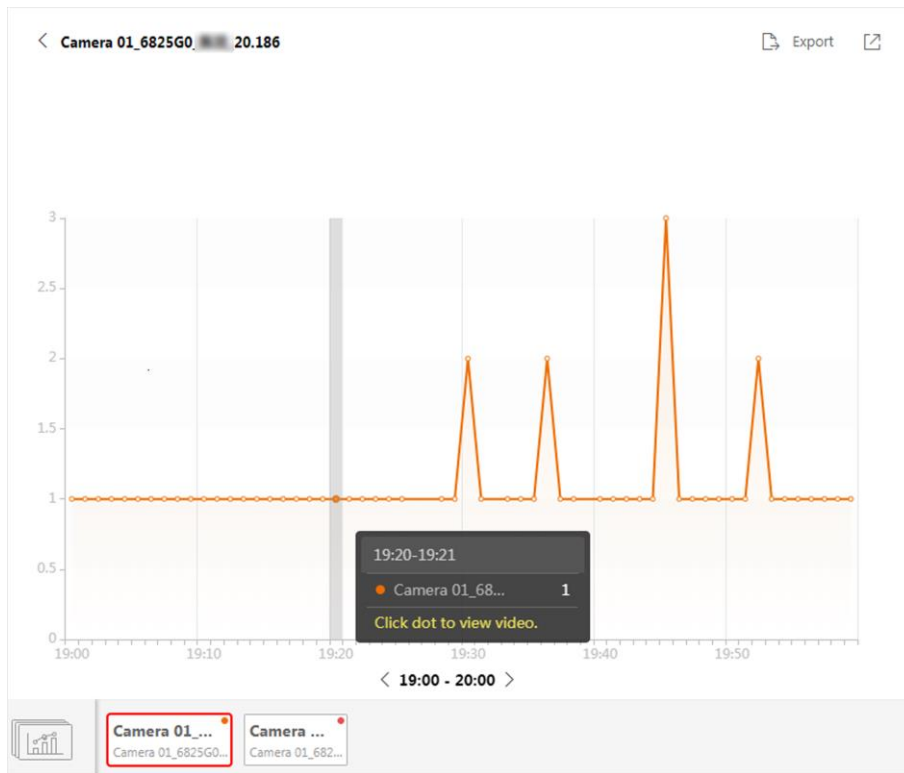 Camera 01_6825G0_ _20.186
Export
3
2.5
2
1.5
1
0.5
0
19:00 19:10 19:20 19:30 19:40 19:50
19:20-19:21
Camera 01_68... 1
Click dot to view video.
19:00 - 20:00
Camera 01_...
Camera 01_6825G0...
Camera ...
Camera 01_682...